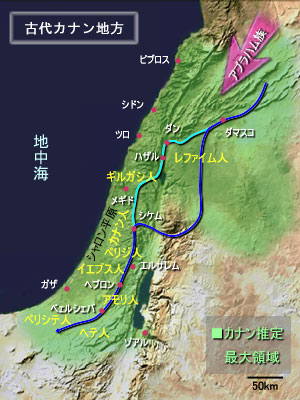 古代カナン地方
アブラハム族
ビブロス
シドン
ダマスコ
ツロ
ダン
地中海
ハザル
レファイム人
ギルガシ人
メギド
シャロン平原
カナン人
シケム
ペリジ人
エブス人
エルサレム
ガザ
ヘブロン
アモリ人
ベェルシェバ
ペリシテ人
ヘテ人
ゾアル
■カナン推定
最大領域
50km